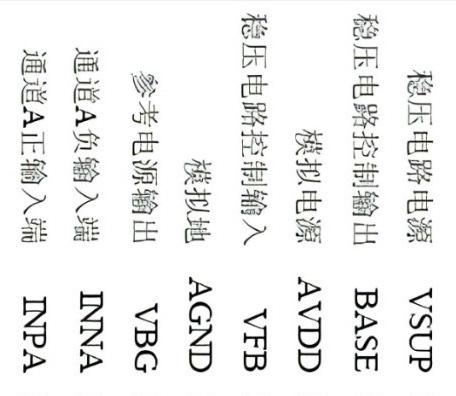 稳压电路电源 VSUP
稳压电路控制输出 BASE
模拟电源 AVDD
稳压电路控制输入 VFB
模拟地 AGND
参考电源输出 VBG
通道A负输入端 INNA
通道A正输入端 INPA